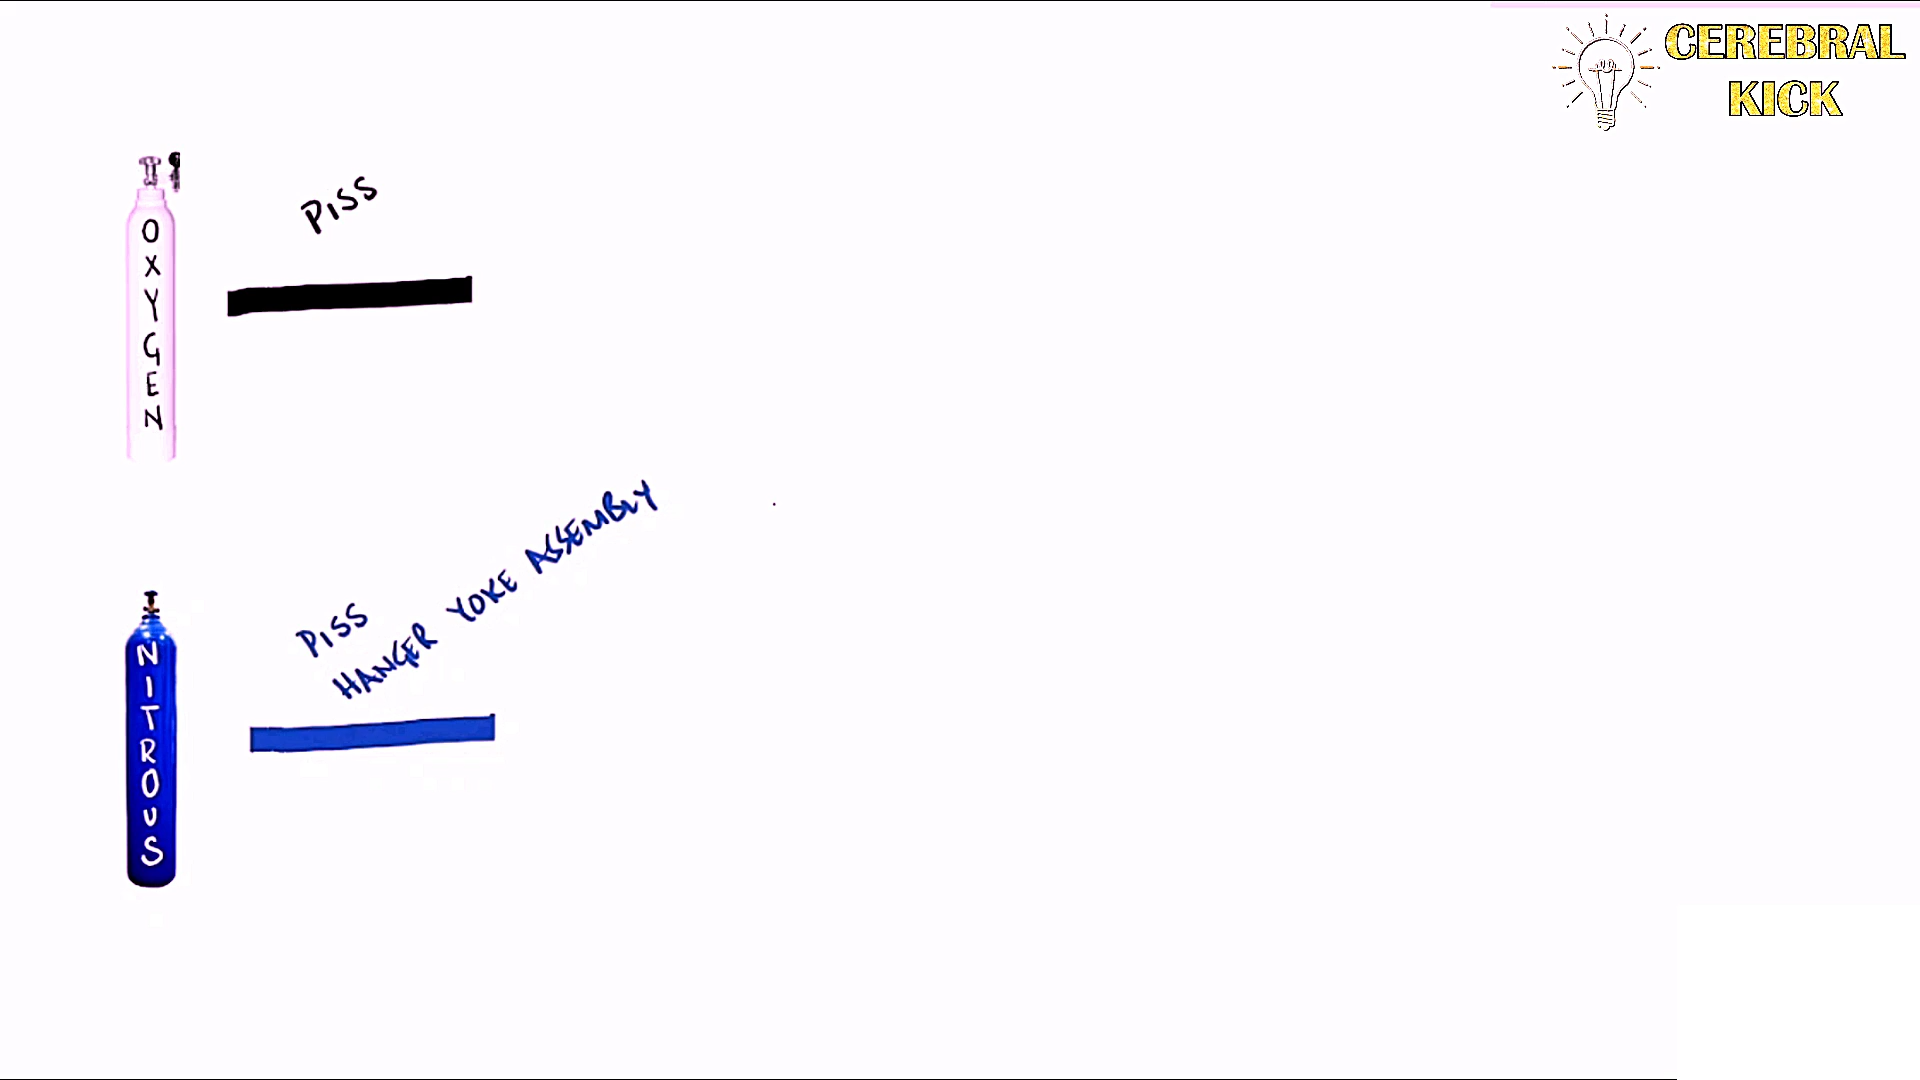 CEREBRAL
KICK
OXYGEN
PISS
NITROUS
PISS
HANGER YOKE ASSEMBLY